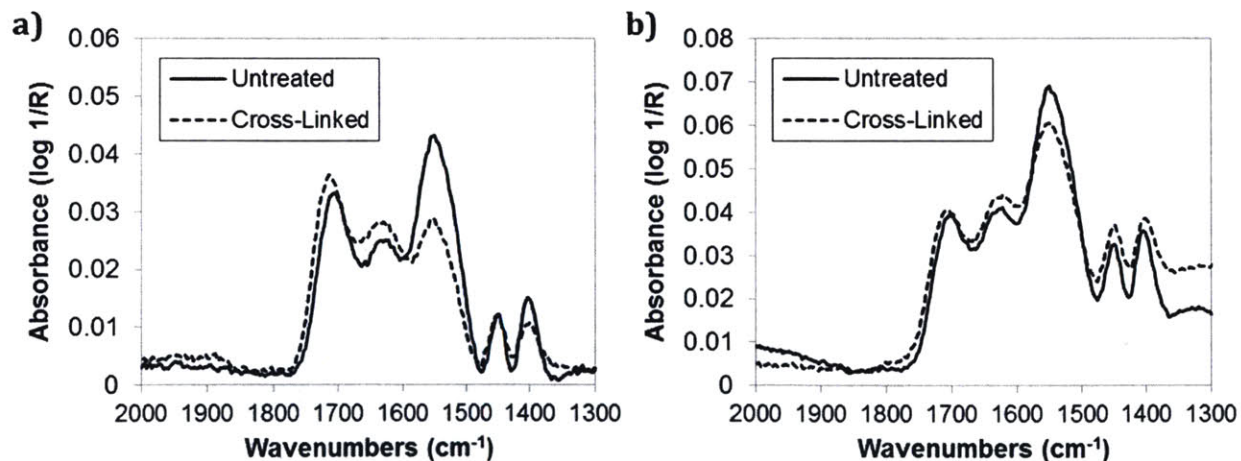 a)
Absorbance (log 1/R)
0.06
0.05
0.04
0.03
0.02
0.01
0
Untreated
Cross-Linked
2000 1900 1800 1700 1600 1500 1400 1300
Wavenumbers (cm⁻¹)
b)
Absorbance (log 1/R)
0.08
0.07
0.06
0.05
0.04
0.03
0.02
0.01
0
Untreated
Cross-Linked
2000 1900 1800 1700 1600 1500 1400 1300
Wavenumbers (cm⁻¹)